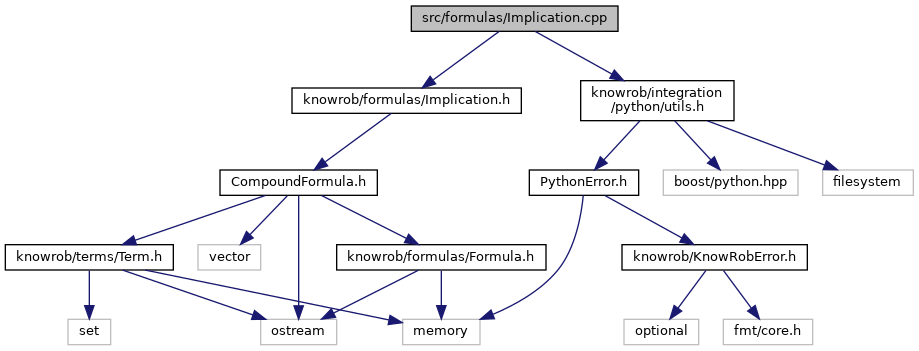 src/formulas/Implication.cpp
knowrob/formulas/Implication.h
knowrob/integration
/python/utils.h
CompoundFormula.h
PythonError.h
boost/python.hpp
filesystem
knowrob/terms/Term.h
vector
knowrob/formulas/Formula.h
knowrob/KnowRobError.h
set
ostream
memory
optional
fmt/core.h